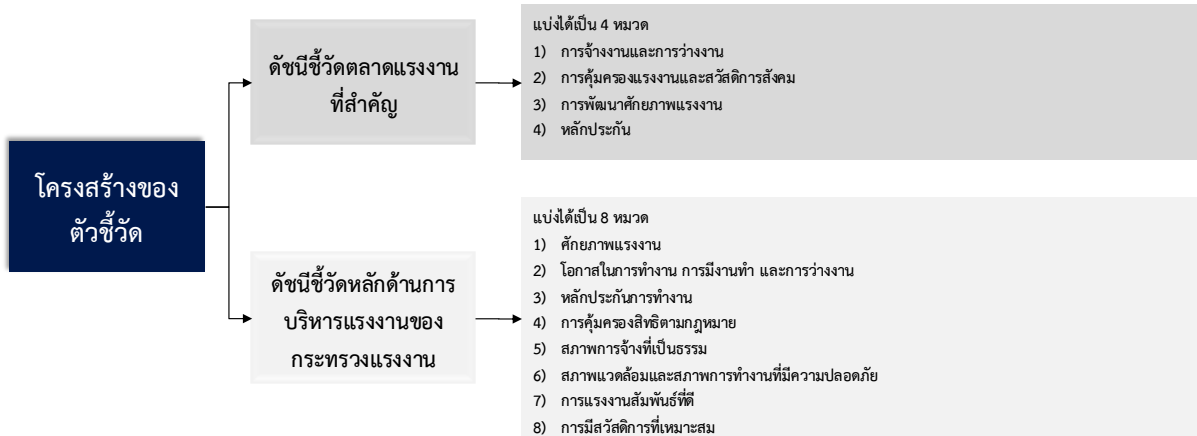 โครงสร้างของ
ตัวชี้วัด
ดัชนีชี้วัดตลาดแรงงาน
ที่สำคัญ
แบ่งได้เป็น 4 หมวด
1) การจ้างงานและการว่างงาน
2) การคุ้มครองแรงงานและสวัสดิการสังคม
3) การพัฒนาศักยภาพแรงงาน
4) หลักประกัน
ดัชนีชี้วัดหลักด้านการ
บริหารแรงงานของ
กระทรวงแรงงาน
แบ่งได้เป็น 8 หมวด
1) ศักยภาพแรงงาน
2) โอกาสในการทำงาน การมีงานทำ และการว่างงาน
3) หลักประกันการทำงาน
4) การคุ้มครองสิทธิตามกฎหมาย
5) สภาพการจ้างที่เป็นธรรม
6) สภาพแวดล้อมและสภาพการทำงานที่มีความปลอดภัย
7) การแรงงานสัมพันธ์ที่ดี
8) การมีสวัสดิการที่เหมาะสม